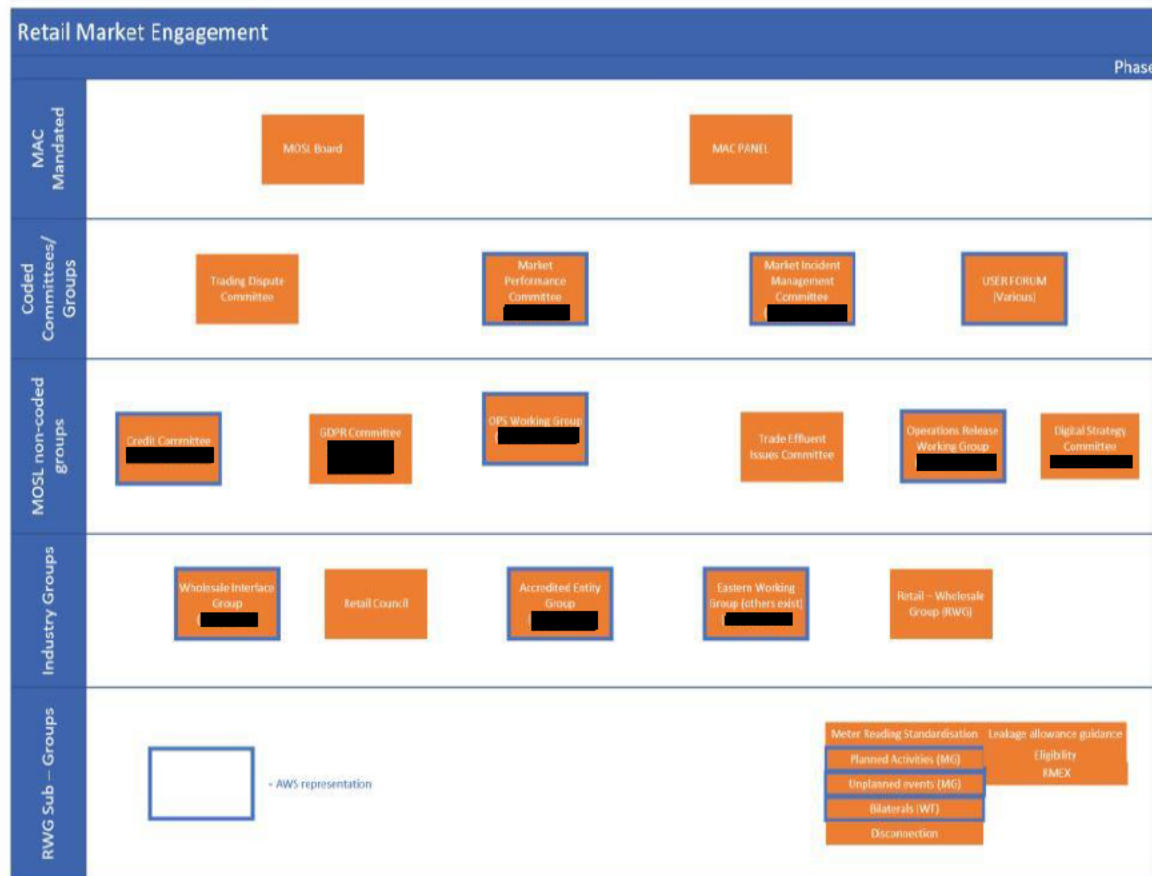 Retail Market Engagement
Phase
MAC
Mandated
MOSL Board
MAC PANEL
Coded
Committees/
Groups
Trading Dispute
Committee
Market
Performance
Committee
Market Incident
Management
Committee
USER FORUM
(Various)
MOSL non-coded
groups
Credit Committee
GDPR Committee
OPS Working Group
Trade Effluent
Issues Committee
Operations Release
Working Group
Digital Strategy
Committee
Industry Groups
Wholesale Interface
Group
Retail Council
Accredited Entity
Group
Eastern Working
Group (others exist)
Retail – Wholesale
Group (RWG)
RWG Sub – Groups
- AWS representation
Meter Reading Standardisation
Planned Activities (MG)
Unplanned events (MG)
Bilaterals (WT)
Disconnection
Leakage allowance guidance
Eligibility
RMEX